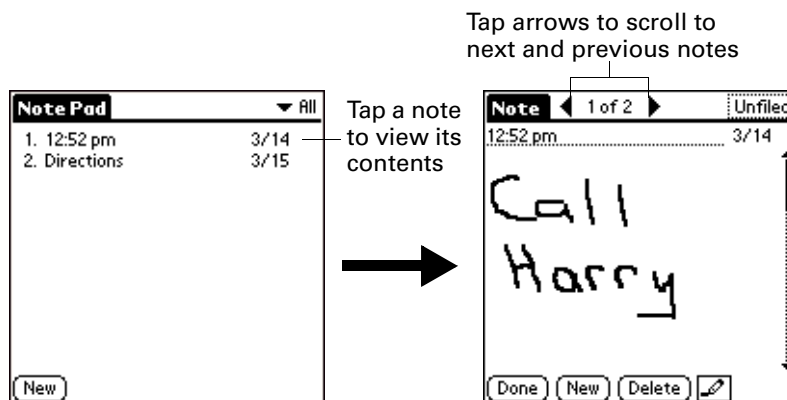 Tap arrows to scroll to
next and previous notes
Note Pad All
1. 12:52 pm 3/14
2. Directions 3/15
New
Tap a note
to view its
contents
Note 1 of 2 Unfiled
12:52 pm 3/14
Call
Harry
Done New Delete